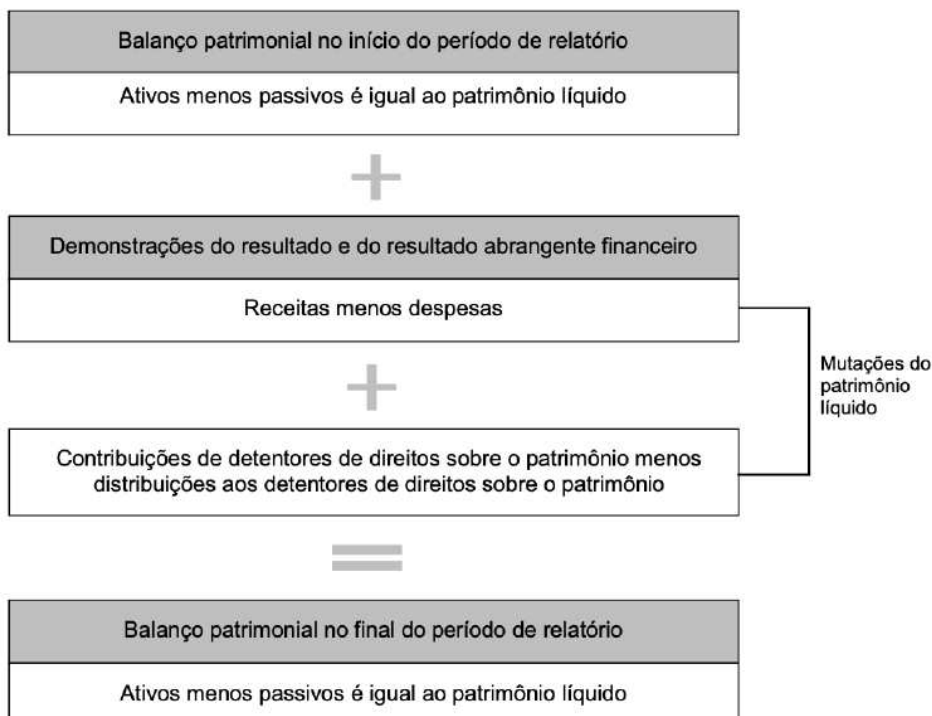 Balanço patrimonial no início do período de relatório
Ativos menos passivos é igual ao patrimônio líquido
+
Demonstrações do resultado e do resultado abrangente financeiro
Receitas menos despesas
Mutações do
patrimônio
líquido
+
Contribuições de detentores de direitos sobre o patrimônio menos
distribuições aos detentores de direitos sobre o patrimônio
=
Balanço patrimonial no final do período de relatório
Ativos menos passivos é igual ao patrimônio líquido